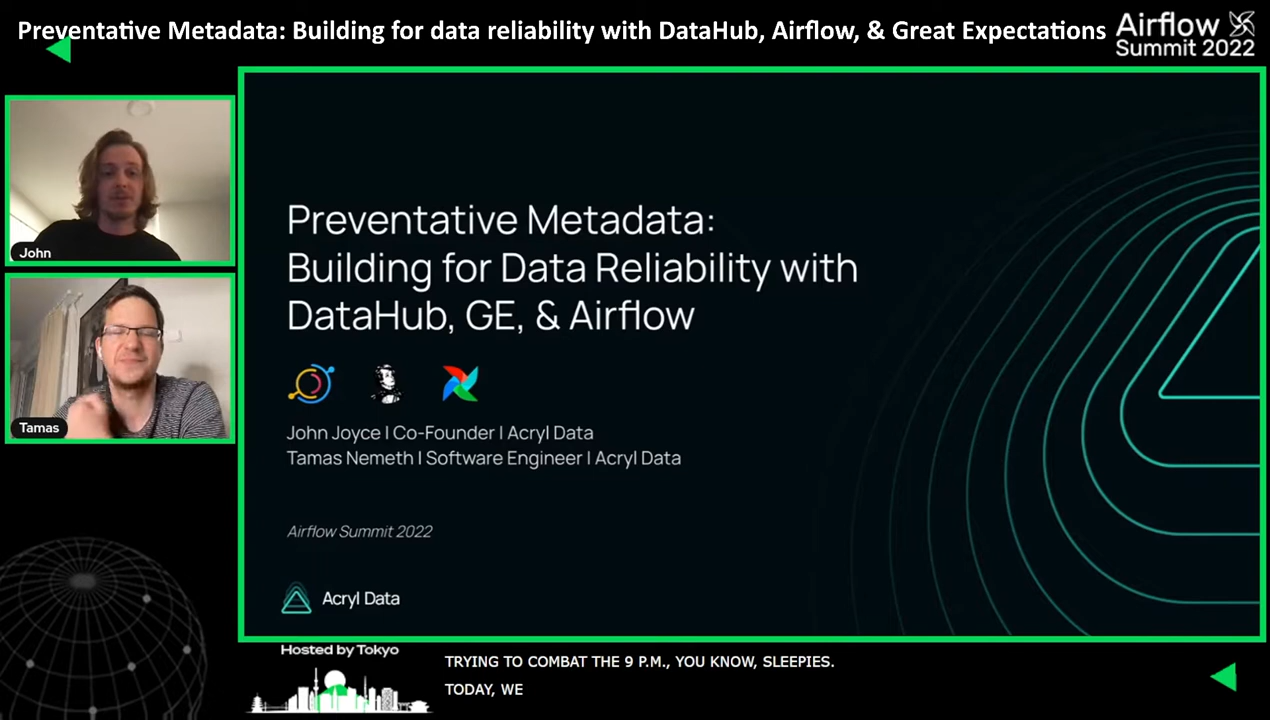 Preventative Metadata: Building for data reliability with DataHub, Airflow, & Great Expectations
Airflow
Summit 2022
John
Tamas
Preventative Metadata:
Building for Data Reliability with
DataHub, GE, & Airflow
John Joyce | Co-Founder | Acryl Data
Tamas Nemeth | Software Engineer | Acryl Data
Airflow Summit 2022
Acryl Data
Hosted by Tokyo
TRYING TO COMBAT THE 9 P.M., YOU KNOW, SLEEPIES.
TODAY, WE